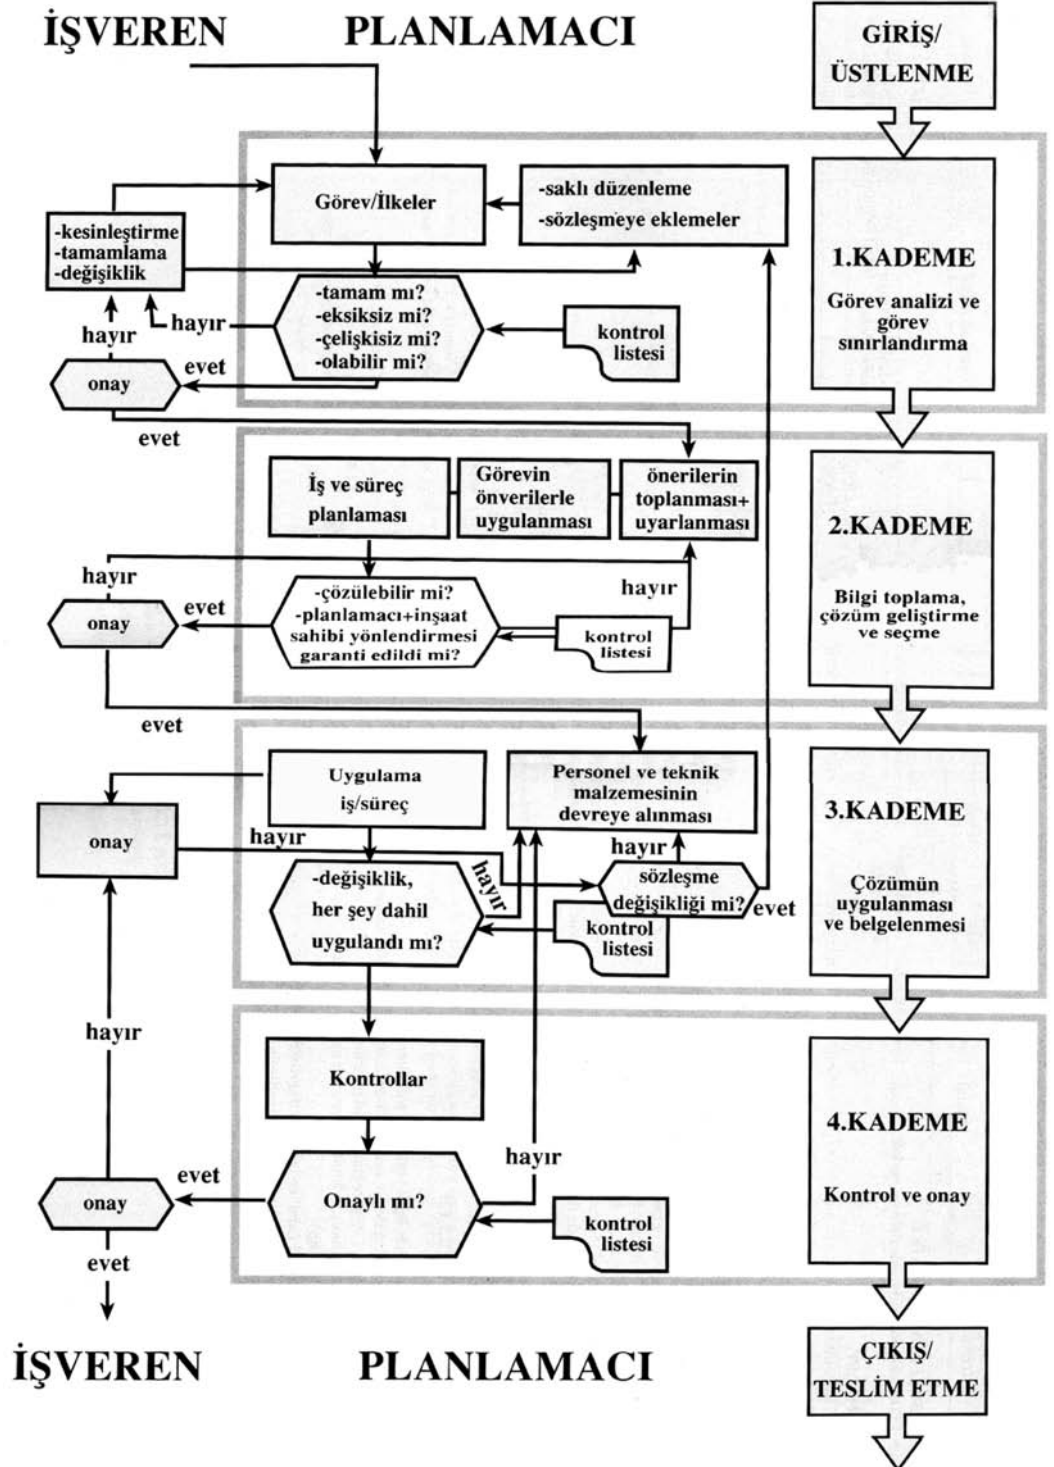 İŞVEREN
PLANLAMACI
GİRİŞ/
ÜSTLENME
Görev/İlkeler
-saklı düzenleme
-sözleşmeye eklemeler
-kesinleştirme
-tamamlama
-değişiklik
-tamam mı?
-eksiksiz mi?
-çelişkisiz mi?
-olabilir mi?
hayır
hayır
kontrol
listesi
evet
onay
evet
1.KADEME
Görev analizi ve
görev
sınırlandırma
İş ve süreç
planlaması
Görevin
önverilerle
uygulanması
önerilerin
toplanması+
uyarlanması
hayır
hayır
-çözülebilir mi?
-planlamacı+inşaat
sahibi yönlendirmesi
garanti edildi mi?
evet
onay
kontrol
listesi
evet
2.KADEME
Bilgi toplama,
çözüm geliştirme
ve seçme
Uygulama
iş/süreç
Personel ve teknik
malzemesinin
devreye alınması
onay
hayır
hayır
hayır
-değişiklik,
her şey dahil
uygulandı mı?
sözleşme
değişikliği mi?
evet
kontrol
listesi
3.KADEME
Çözümün
uygulanması
ve belgelenmesi
hayır
Kontrollar
hayır
evet
onay
Onaylı mı?
kontrol
listesi
evet
4.KADEME
Kontrol ve onay
İŞVEREN
PLANLAMACI
ÇIKIŞ/
TESLİM ETME